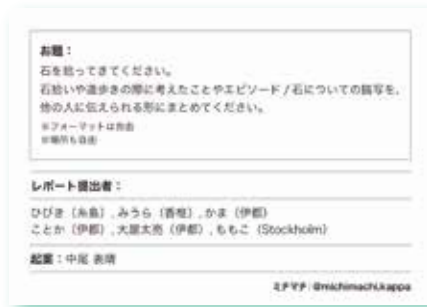 お題：
石を拾ってきてください。
石拾いや道歩きの際に考えたことやエピソード / 石についての描写を、
他の人に伝えられる形にまとめてください。
※フォーマットは自由
※場所も自由
レポート提出者：
ひびき（糸島）, みうら（香椎）, かま（伊都）
ことか（伊都）, 大屋太亮（伊都）, ももこ（Stockholm）
起案：中尾 表晴
ミチマチ: @michimachi.kappa